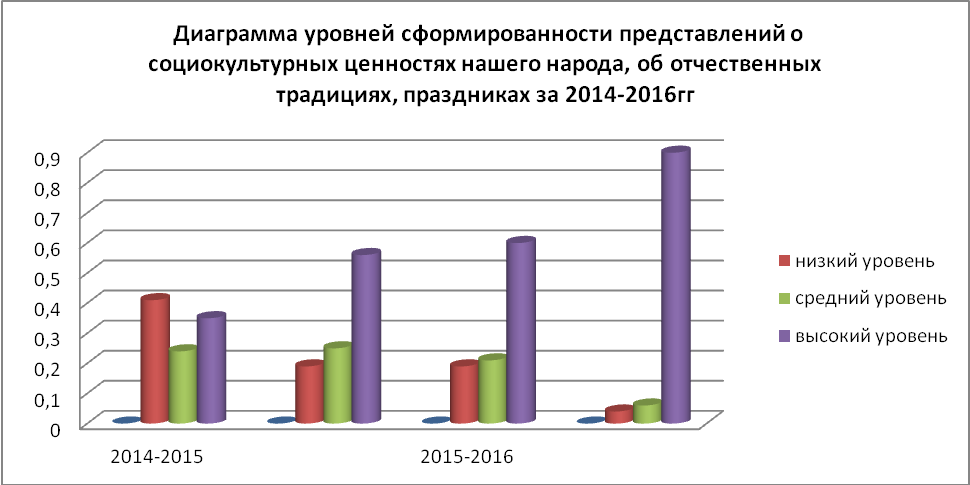 Диаграмма уровней сформированности представлений о
социокультурных ценностях нашего народа, об отчественных
традициях, праздниках за 2014-2016гг
0,9
0,8
0,7
0,6
0,5
0,4
0,3
0,2
0,1
0
2014-2015
2015-2016
низкий уровень
средний уровень
высокий уровень